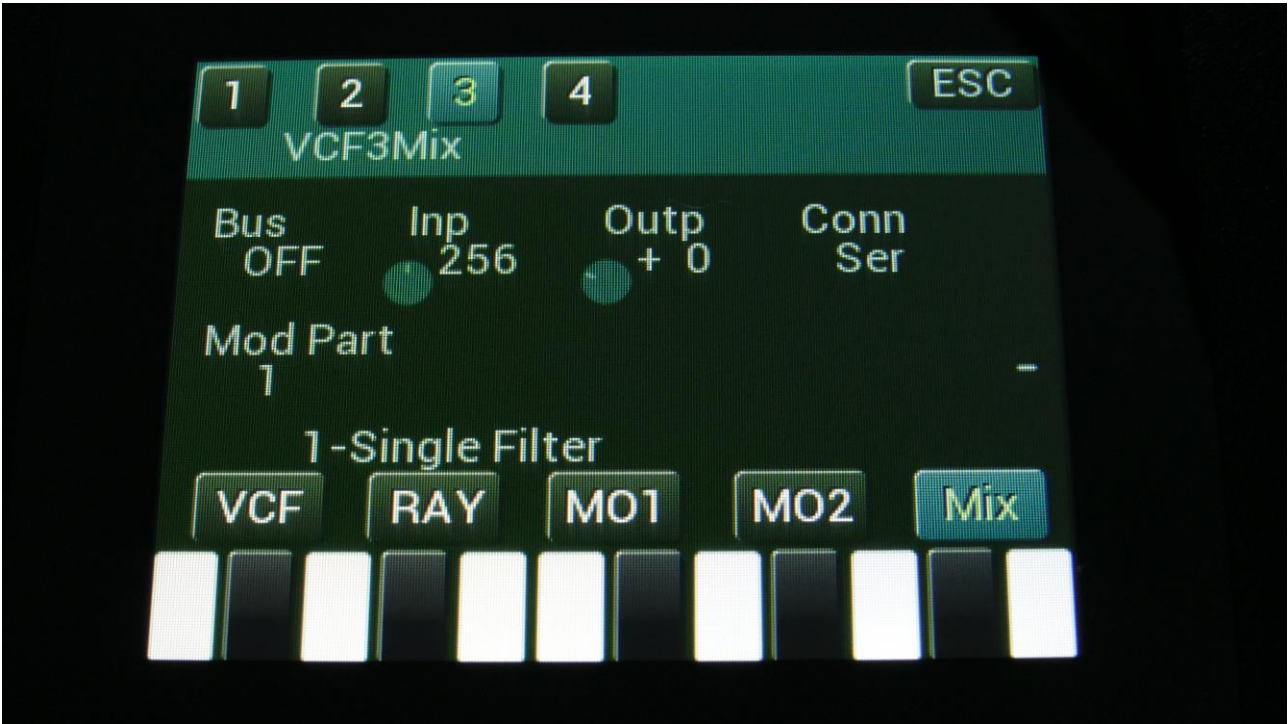 1 2 3 4 ESC
VCF3Mix
Bus Inp Outp Conn
OFF 256 + 0 Ser
Mod Part
1 -
1-Single Filter
VCF RAY MO1 MO2 Mix